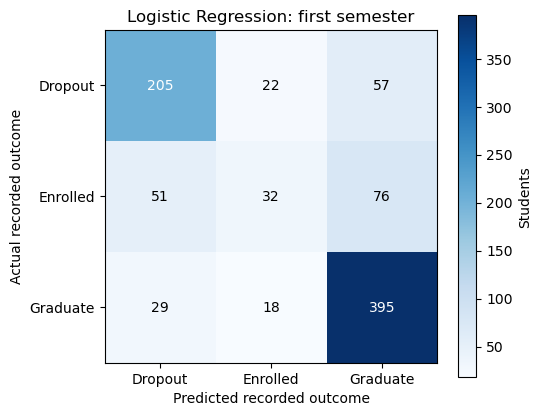 Logistic Regression: first semester
Actual recorded outcome
Dropout 205 22 57
Enrolled 51 32 76
Graduate 29 18 395
Dropout Enrolled Graduate
Predicted recorded outcome
350
300
250
200
150
100
50
Students